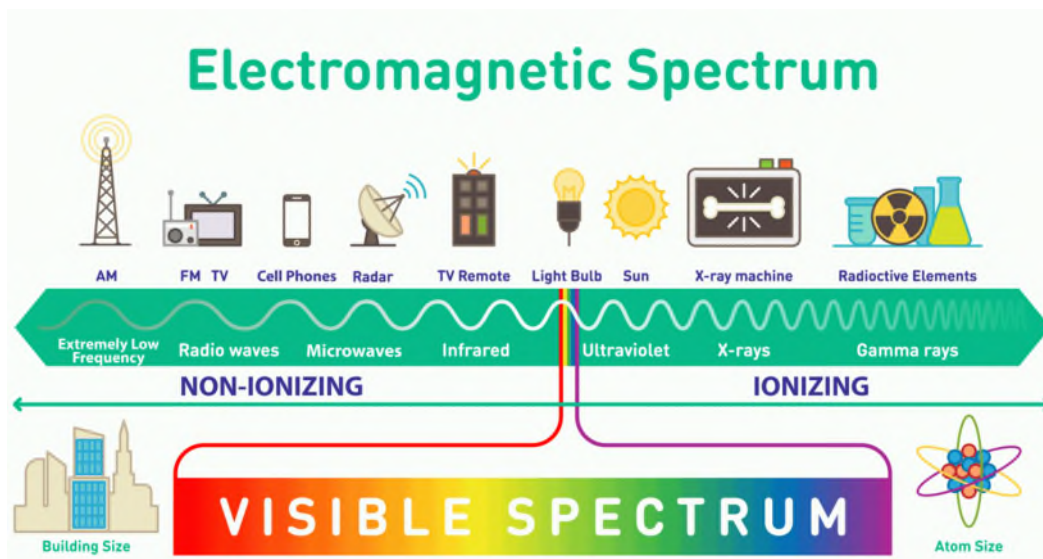 Electromagnetic Spectrum
AM
FM TV
Cell Phones
Radar
TV Remote
Light Bulb
Sun
X-ray machine
Radioctive Elements
Extremely Low
Frequency
Radio waves
Microwaves
Infrared
Ultraviolet
X-rays
Gamma rays
NON-IONIZING
IONIZING
VISIBLE SPECTRUM
Building Size
Atom Size